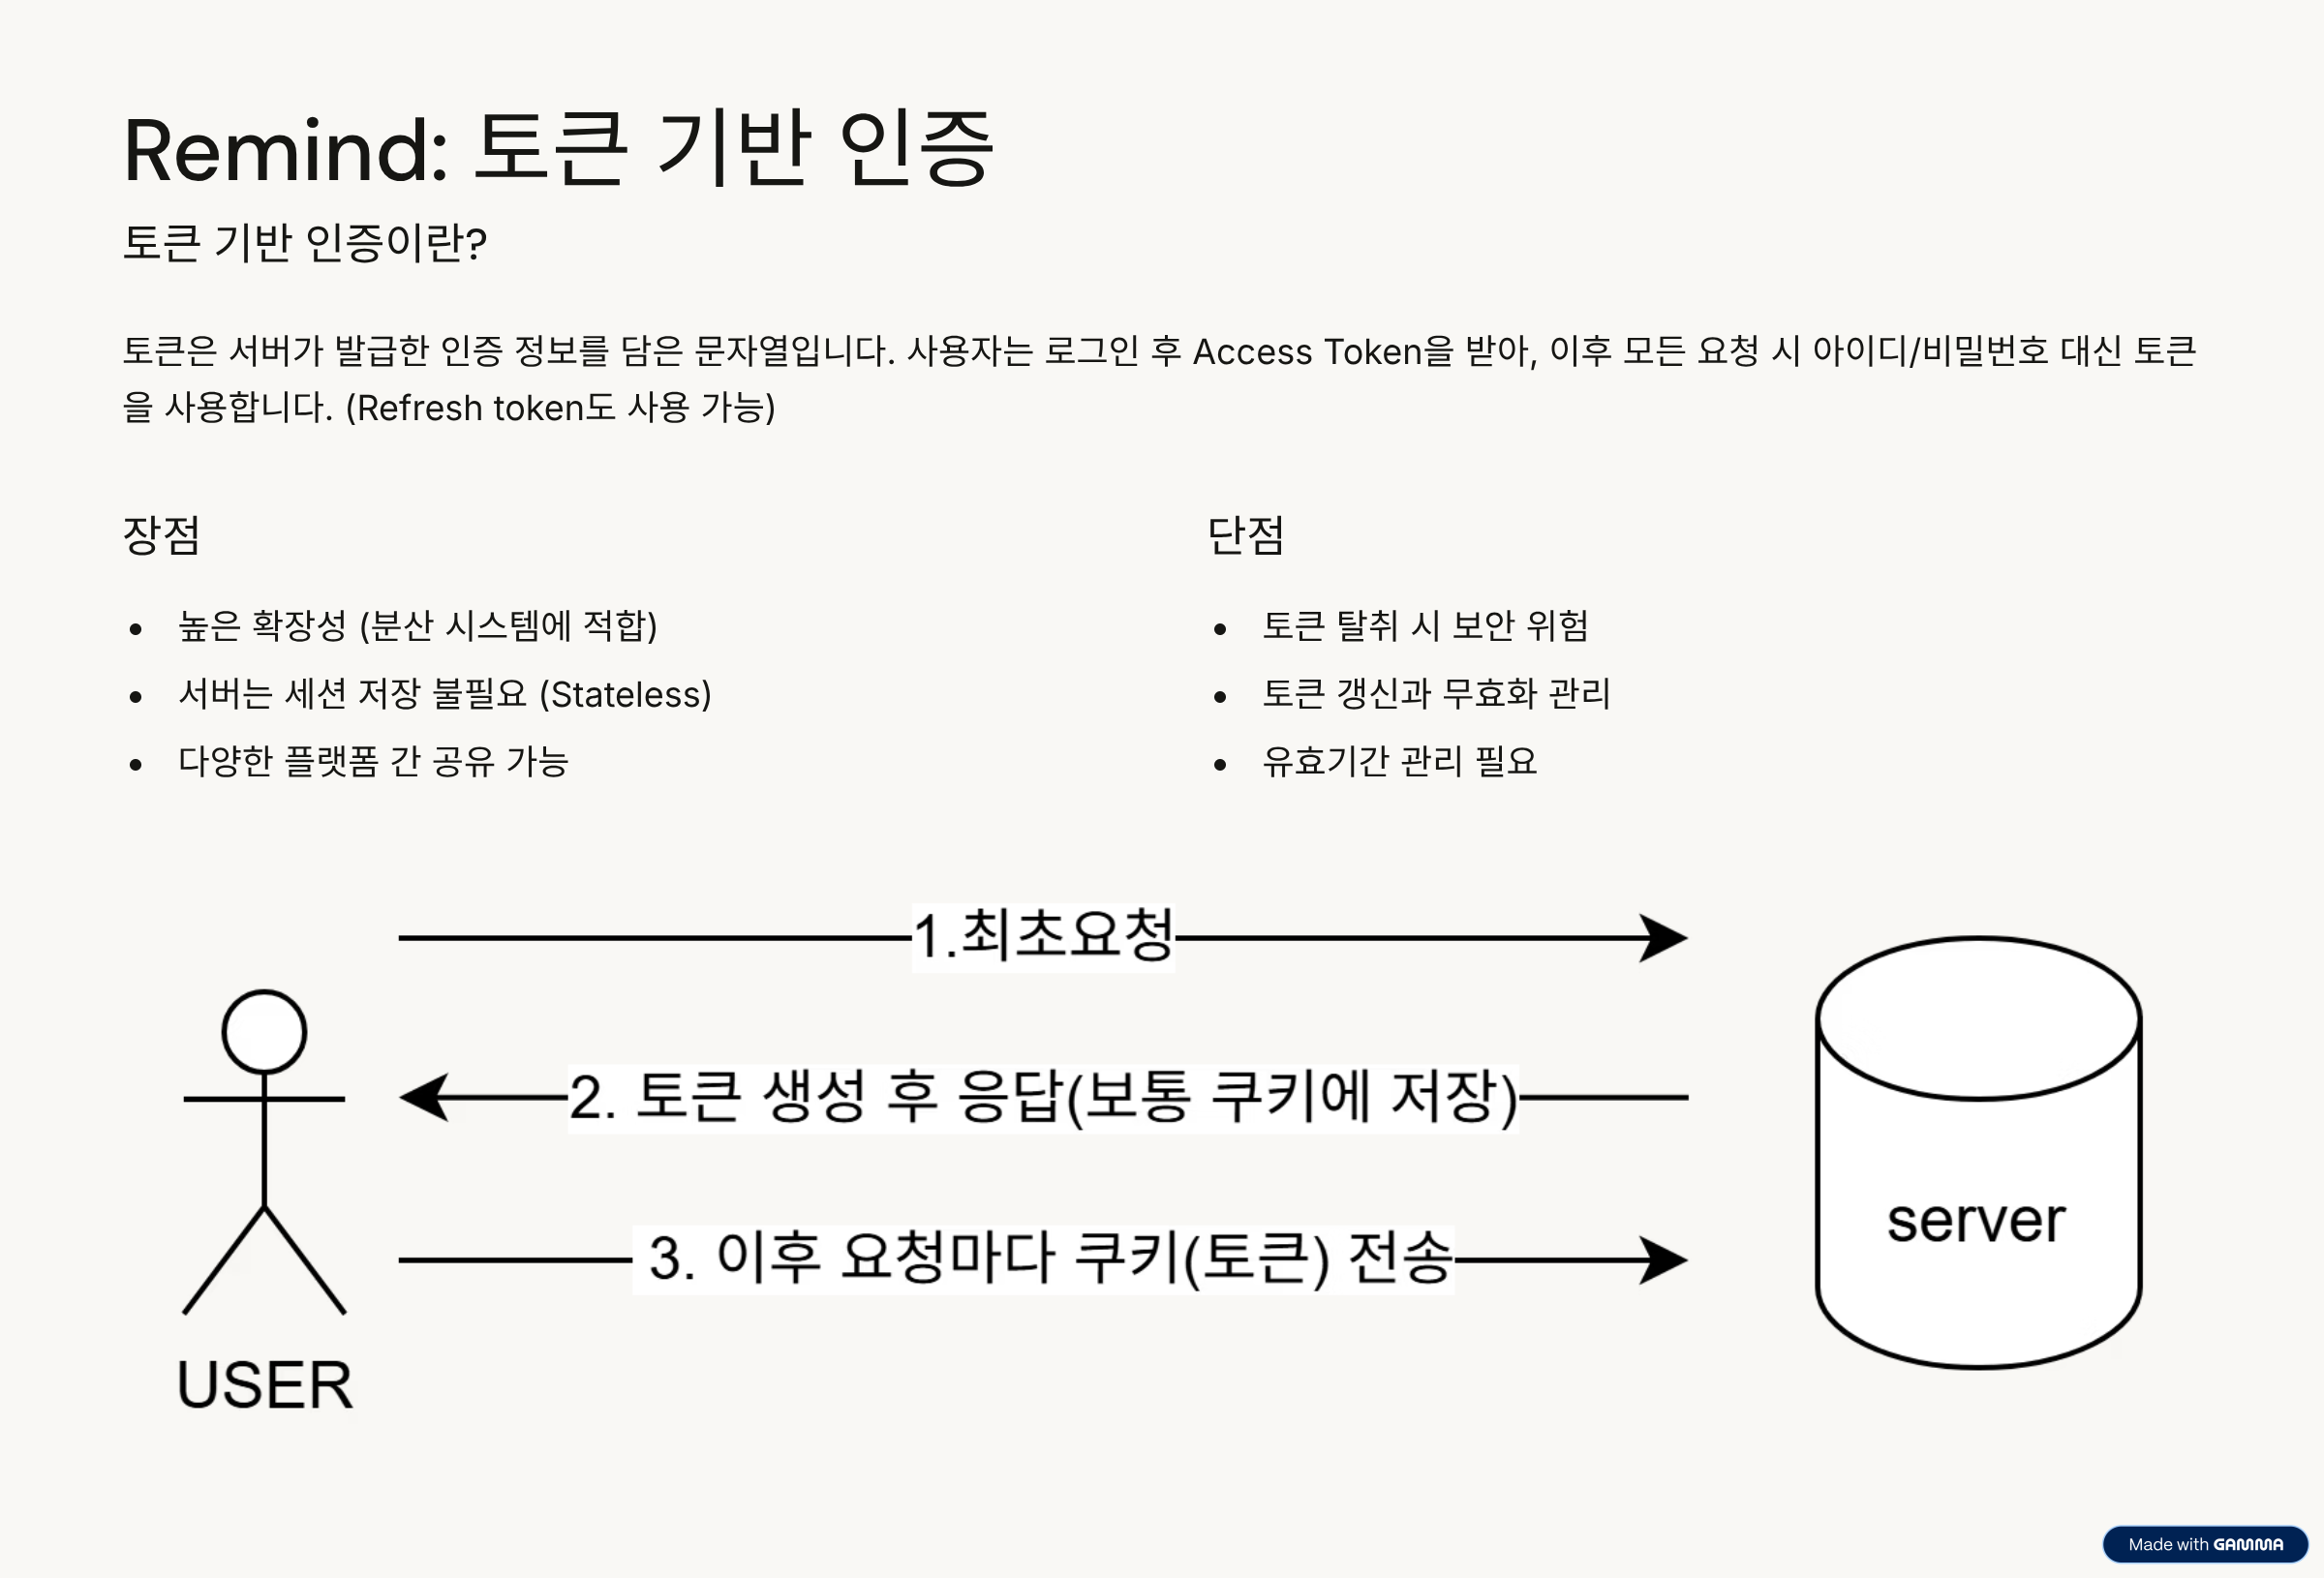 Remind: 토큰 기반 인증
토큰 기반 인증이란?
토큰은 서버가 발급한 인증 정보를 담은 문자열입니다. 사용자는 로그인 후 Access Token을 받아, 이후 모든 요청 시 아이디/비밀번호 대신 토큰
을 사용합니다. (Refresh token도 사용 가능)
장점
높은 확장성 (분산 시스템에 적합)
서버는 세션 저장 불필요 (Stateless)
다양한 플랫폼 간 공유 가능
단점
토큰 탈취 시 보안 위험
토큰 갱신과 무효화 관리
유효기간 관리 필요
1.최초요청
2. 토큰 생성 후 응답(보통 쿠키에 저장)
3. 이후 요청마다 쿠키(토큰) 전송
USER
server
Made with GAMMA